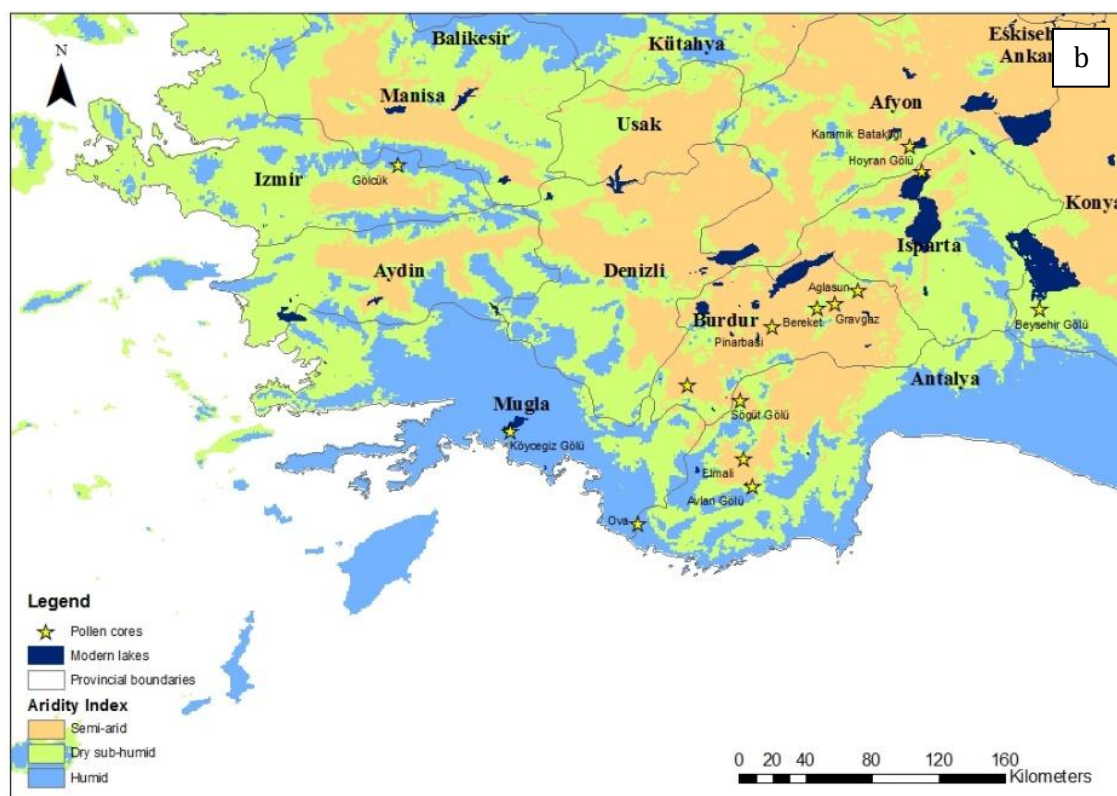 b
N
Balikesir
Kütahya
Eskiseh
Ankar
Manisa
Usak
Afyon
Karamik Batakligi
Hoyran Gölü
Izmir
Gölcük
Konya
Isparta
Aydin
Denizli
Aglasun
Burdur
Bereket
Gravgaz
Beysehir Gölü
Pinarbasi
Antalya
Mugla
Sögüt Gölü
Köycegiz Gölü
Elmali
Avlan Gölü
Ova
Legend
Pollen cores
Modern lakes
Provincial boundaries
Aridity Index
Semi-arid
Dry sub-humid
Humid
0 20 40 80 120 160
Kilometers